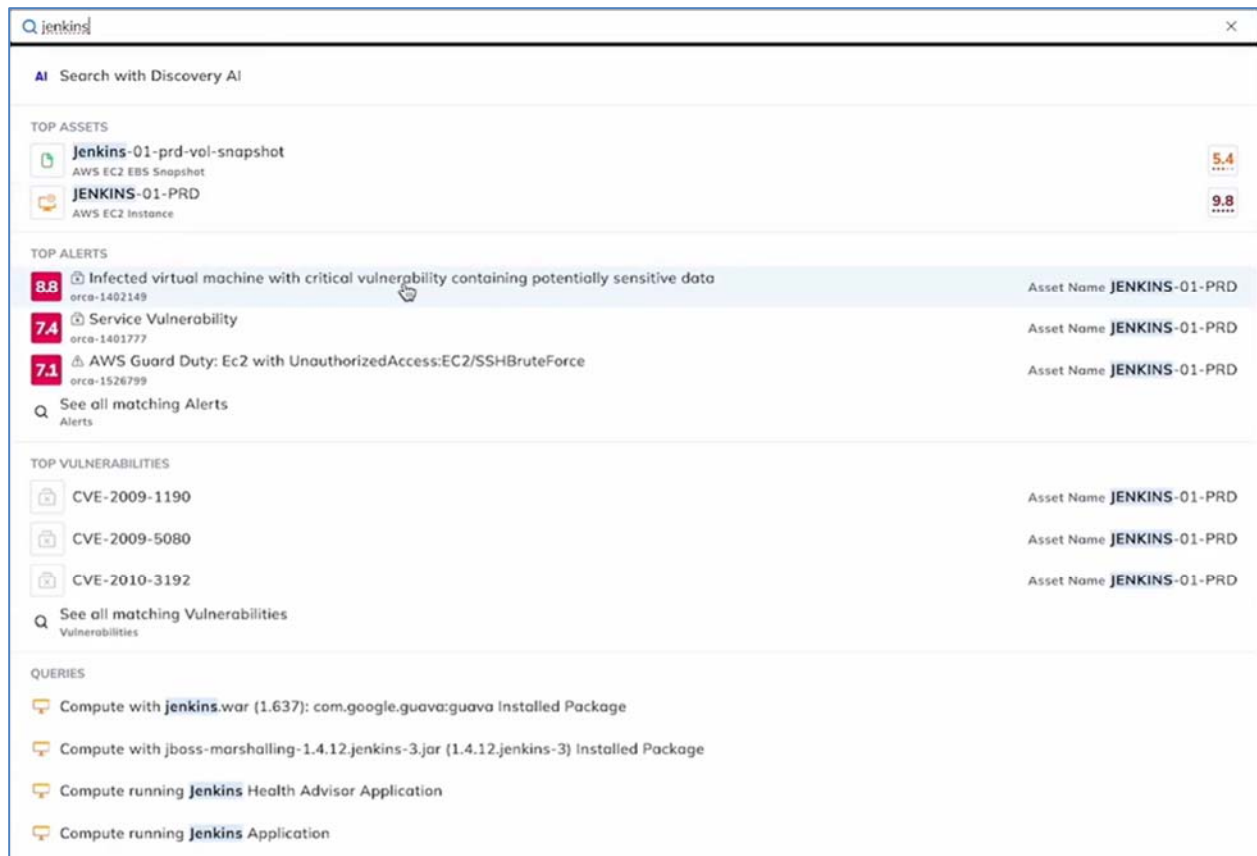 jenkins
AI Search with Discovery AI
TOP ASSETS
Jenkins-01-prd-vol-snapshot
AWS EC2 EBS Snapshot
5.4
JENKINS-01-PRD
AWS EC2 Instance
9.8
TOP ALERTS
8.8 Infected virtual machine with critical vulnerability containing potentially sensitive data
orca-1402149
Asset Name JENKINS-01-PRD
7.4 Service Vulnerability
orca-1401777
Asset Name JENKINS-01-PRD
7.1 AWS Guard Duty: Ec2 with UnauthorizedAccess:EC2/SSHBruteForce
orca-1526799
Asset Name JENKINS-01-PRD
See all matching Alerts
Alerts
TOP VULNERABILITIES
CVE-2009-1190 Asset Name JENKINS-01-PRD
CVE-2009-5080 Asset Name JENKINS-01-PRD
CVE-2010-3192 Asset Name JENKINS-01-PRD
See all matching Vulnerabilities
Vulnerabilities
QUERIES
Compute with jenkins.war (1.637): com.google.guava:guava Installed Package
Compute with jboss-marshalling-1.4.12.jenkins-3.jar (1.4.12.jenkins-3) Installed Package
Compute running Jenkins Health Advisor Application
Compute running Jenkins Application